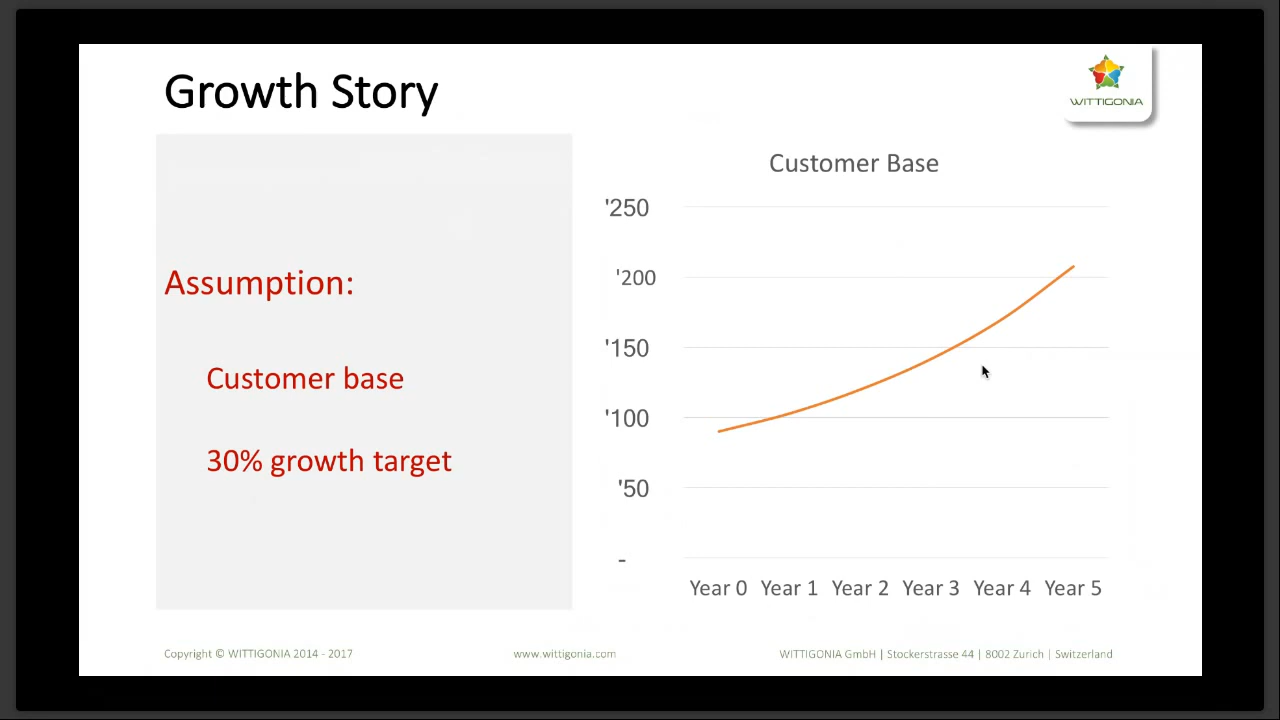 Growth Story
WITTIGONIA
Assumption:
Customer base
30% growth target
Customer Base
'250
'200
'150
'100
'50
-
Year 0 Year 1 Year 2 Year 3 Year 4 Year 5
Copyright © WITTIGONIA 2014 - 2017
www.wittigonia.com
WITTIGONIA GmbH | Stockerstrasse 44 | 8002 Zurich | Switzerland